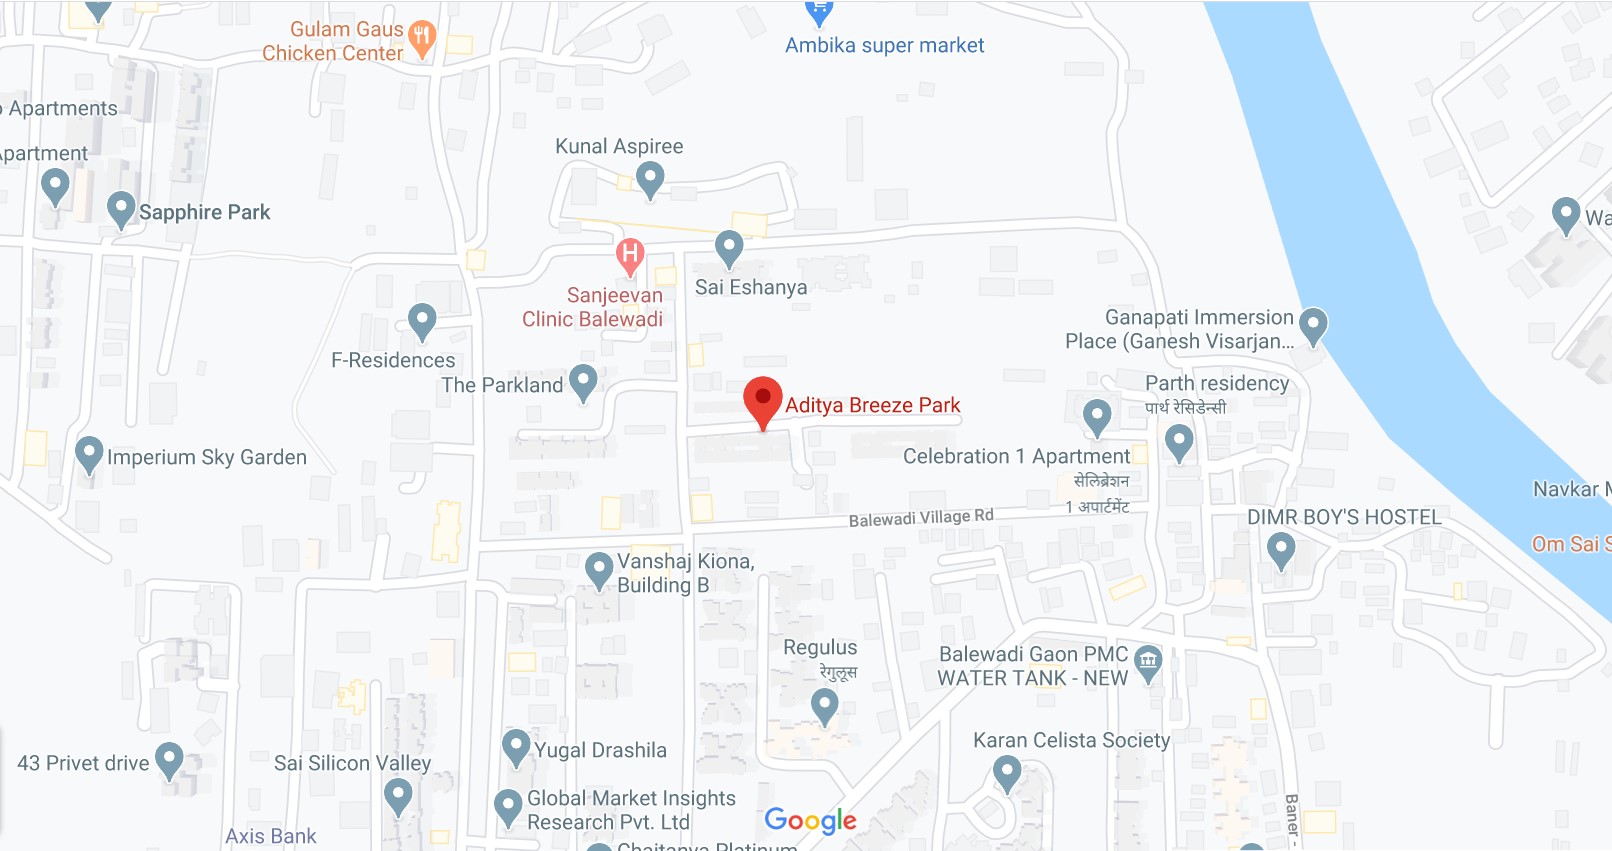 Gulam Gaus
Chicken Center
Ambika super market
Apartments
Apartment
Kunal Aspiree
Sapphire Park
Wa
Sai Eshanya
Sanjeevan
Clinic Balewadi
Ganapati Immersion
Place (Ganesh Visarjan...
F-Residences
The Parkland
Parth residency
पार्थ रेसिडेन्सी
Aditya Breeze Park
Imperium Sky Garden
Celebration 1 Apartment
सेलिब्रेशन
1 अपार्टमेंट
Navkar M
Balewadi Village Rd
DIMR BOY'S HOSTEL
Om Sai S
Vanshaj Kiona,
Building B
Regulus
रेगुलूस
Balewadi Gaon PMC
WATER TANK - NEW
Karan Celista Society
Yugal Drashila
43 Privet drive
Sai Silicon Valley
Global Market Insights
Research Pvt. Ltd
Google
Baner -
Axis Bank
Chaitanya Platinum